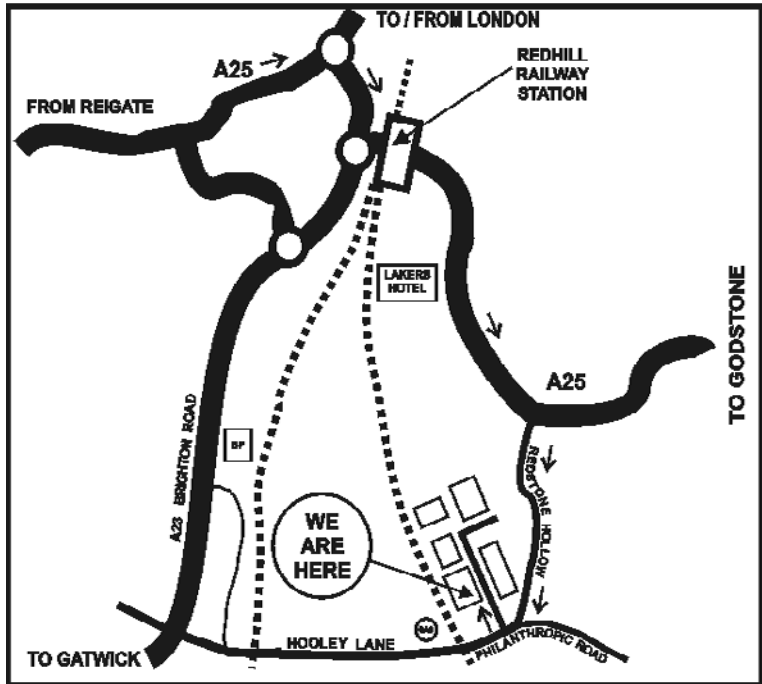 TO / FROM LONDON
A25
REDHILL
RAILWAY
STATION
FROM REIGATE
LAKERS
HOTEL
TO GODSTONE
A25
BP
A23 BRIGHTON ROAD
REDSTONE HOLLOW
WE
ARE
HERE
HOOLEY LANE
PHILANTHROPIC ROAD
TO GATWICK